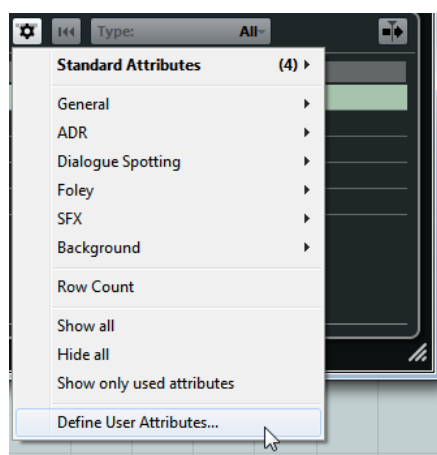 Type: All
Standard Attributes (4)
General
ADR
Dialogue Spotting
Foley
SFX
Background
Row Count
Show all
Hide all
Show only used attributes
Define User Attributes...